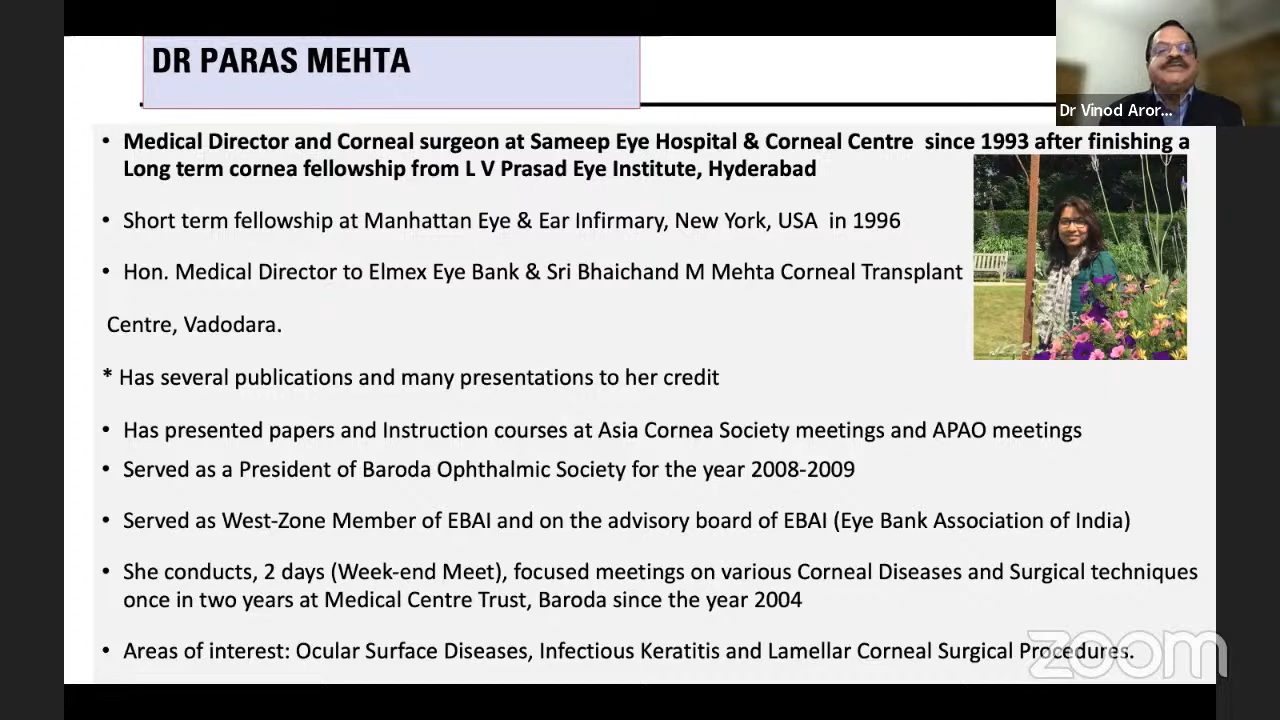 DR PARAS MEHTA
Dr Vinod Aror...
• Medical Director and Corneal surgeon at Sameep Eye Hospital & Corneal Centre since 1993 after finishing a
Long term cornea fellowship from L V Prasad Eye Institute, Hyderabad
• Short term fellowship at Manhattan Eye & Ear Infirmary, New York, USA in 1996
• Hon. Medical Director to Elmex Eye Bank & Sri Bhaichand M Mehta Corneal Transplant
Centre, Vadodara.
* Has several publications and many presentations to her credit
• Has presented papers and Instruction courses at Asia Cornea Society meetings and APAO meetings
• Served as a President of Baroda Ophthalmic Society for the year 2008-2009
• Served as West-Zone Member of EBAI and on the advisory board of EBAI (Eye Bank Association of India)
• She conducts, 2 days (Week-end Meet), focused meetings on various Corneal Diseases and Surgical techniques
once in two years at Medical Centre Trust, Baroda since the year 2004
• Areas of interest: Ocular Surface Diseases, Infectious Keratitis and Lamellar Corneal Surgical Procedures.
zoom